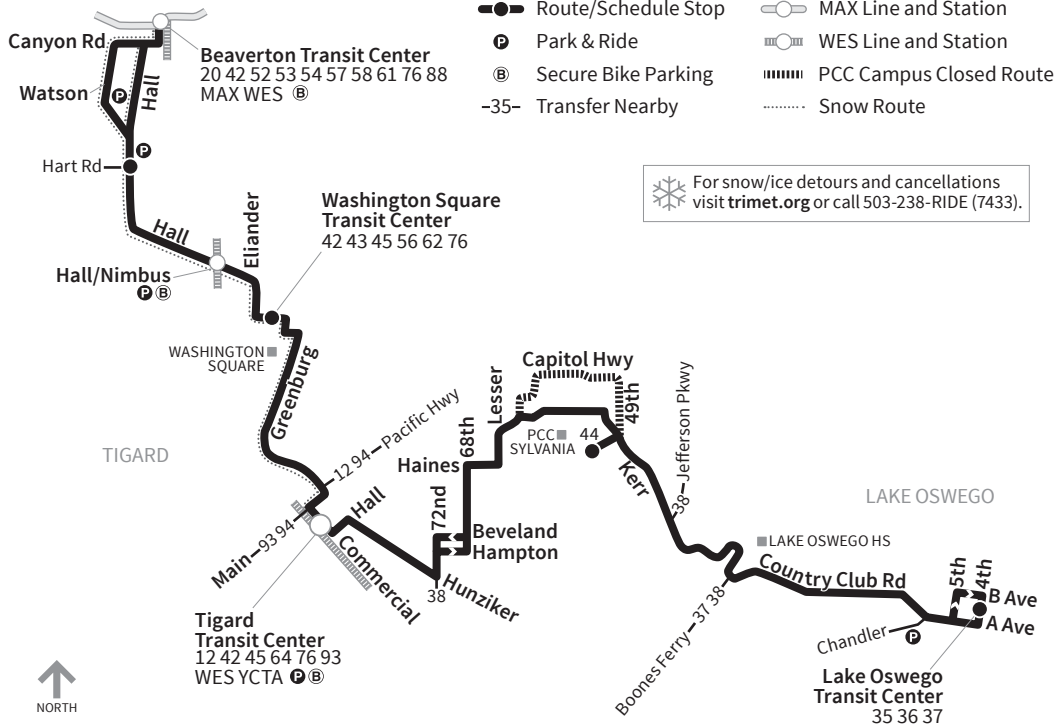 Route/Schedule Stop
MAX Line and Station
P Park & Ride
WES Line and Station
B Secure Bike Parking
PCC Campus Closed Route
–35– Transfer Nearby
Snow Route
For snow/ice detours and cancellations
visit trimet.org or call 503-238-RIDE (7433).
Canyon Rd
Beaverton Transit Center
20 42 52 53 54 57 58 61 76 88
MAX WES B
Watson
P
Hall
P
Hart Rd
Hall
Eliander
Washington Square
Transit Center
42 43 45 56 62 76
Hall/Nimbus
P B
WASHINGTON
SQUARE
Greenburg
TIGARD
12 94 – Pacific Hwy
Capitol Hwy
Lesser
49th
68th
Haines
PCC
SYLVANIA
44
Kerr
38 – Jefferson Pkwy
LAKE OSWEGO
Main – 93 94
Hall
Commercial
72nd
Beveland
Hampton
Hunziker
38
LAKE OSWEGO HS
Country Club Rd
5th
4th
B Ave
A Ave
Boones Ferry – 37 38
Chandler
P
Tigard
Transit Center
12 42 45 64 76 93
WES YCTA P B
Lake Oswego
Transit Center
35 36 37
NORTH